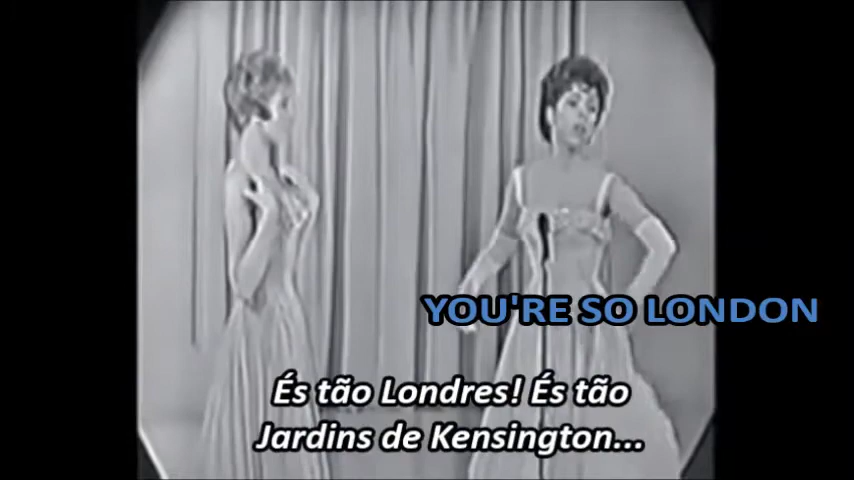 YOU'RE SO LONDON
És tão Londres! És tão
Jardins de Kensington...